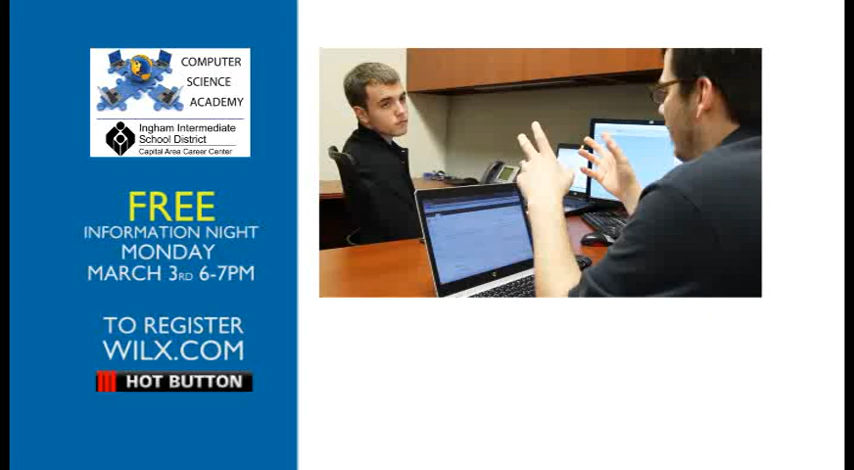 COMPUTER
SCIENCE
ACADEMY
Ingham Intermediate
School District
Capital Area Career Center
FREE
INFORMATION NIGHT
MONDAY
MARCH 3RD 6-7PM
TO REGISTER
WILX.COM
HOT BUTTON